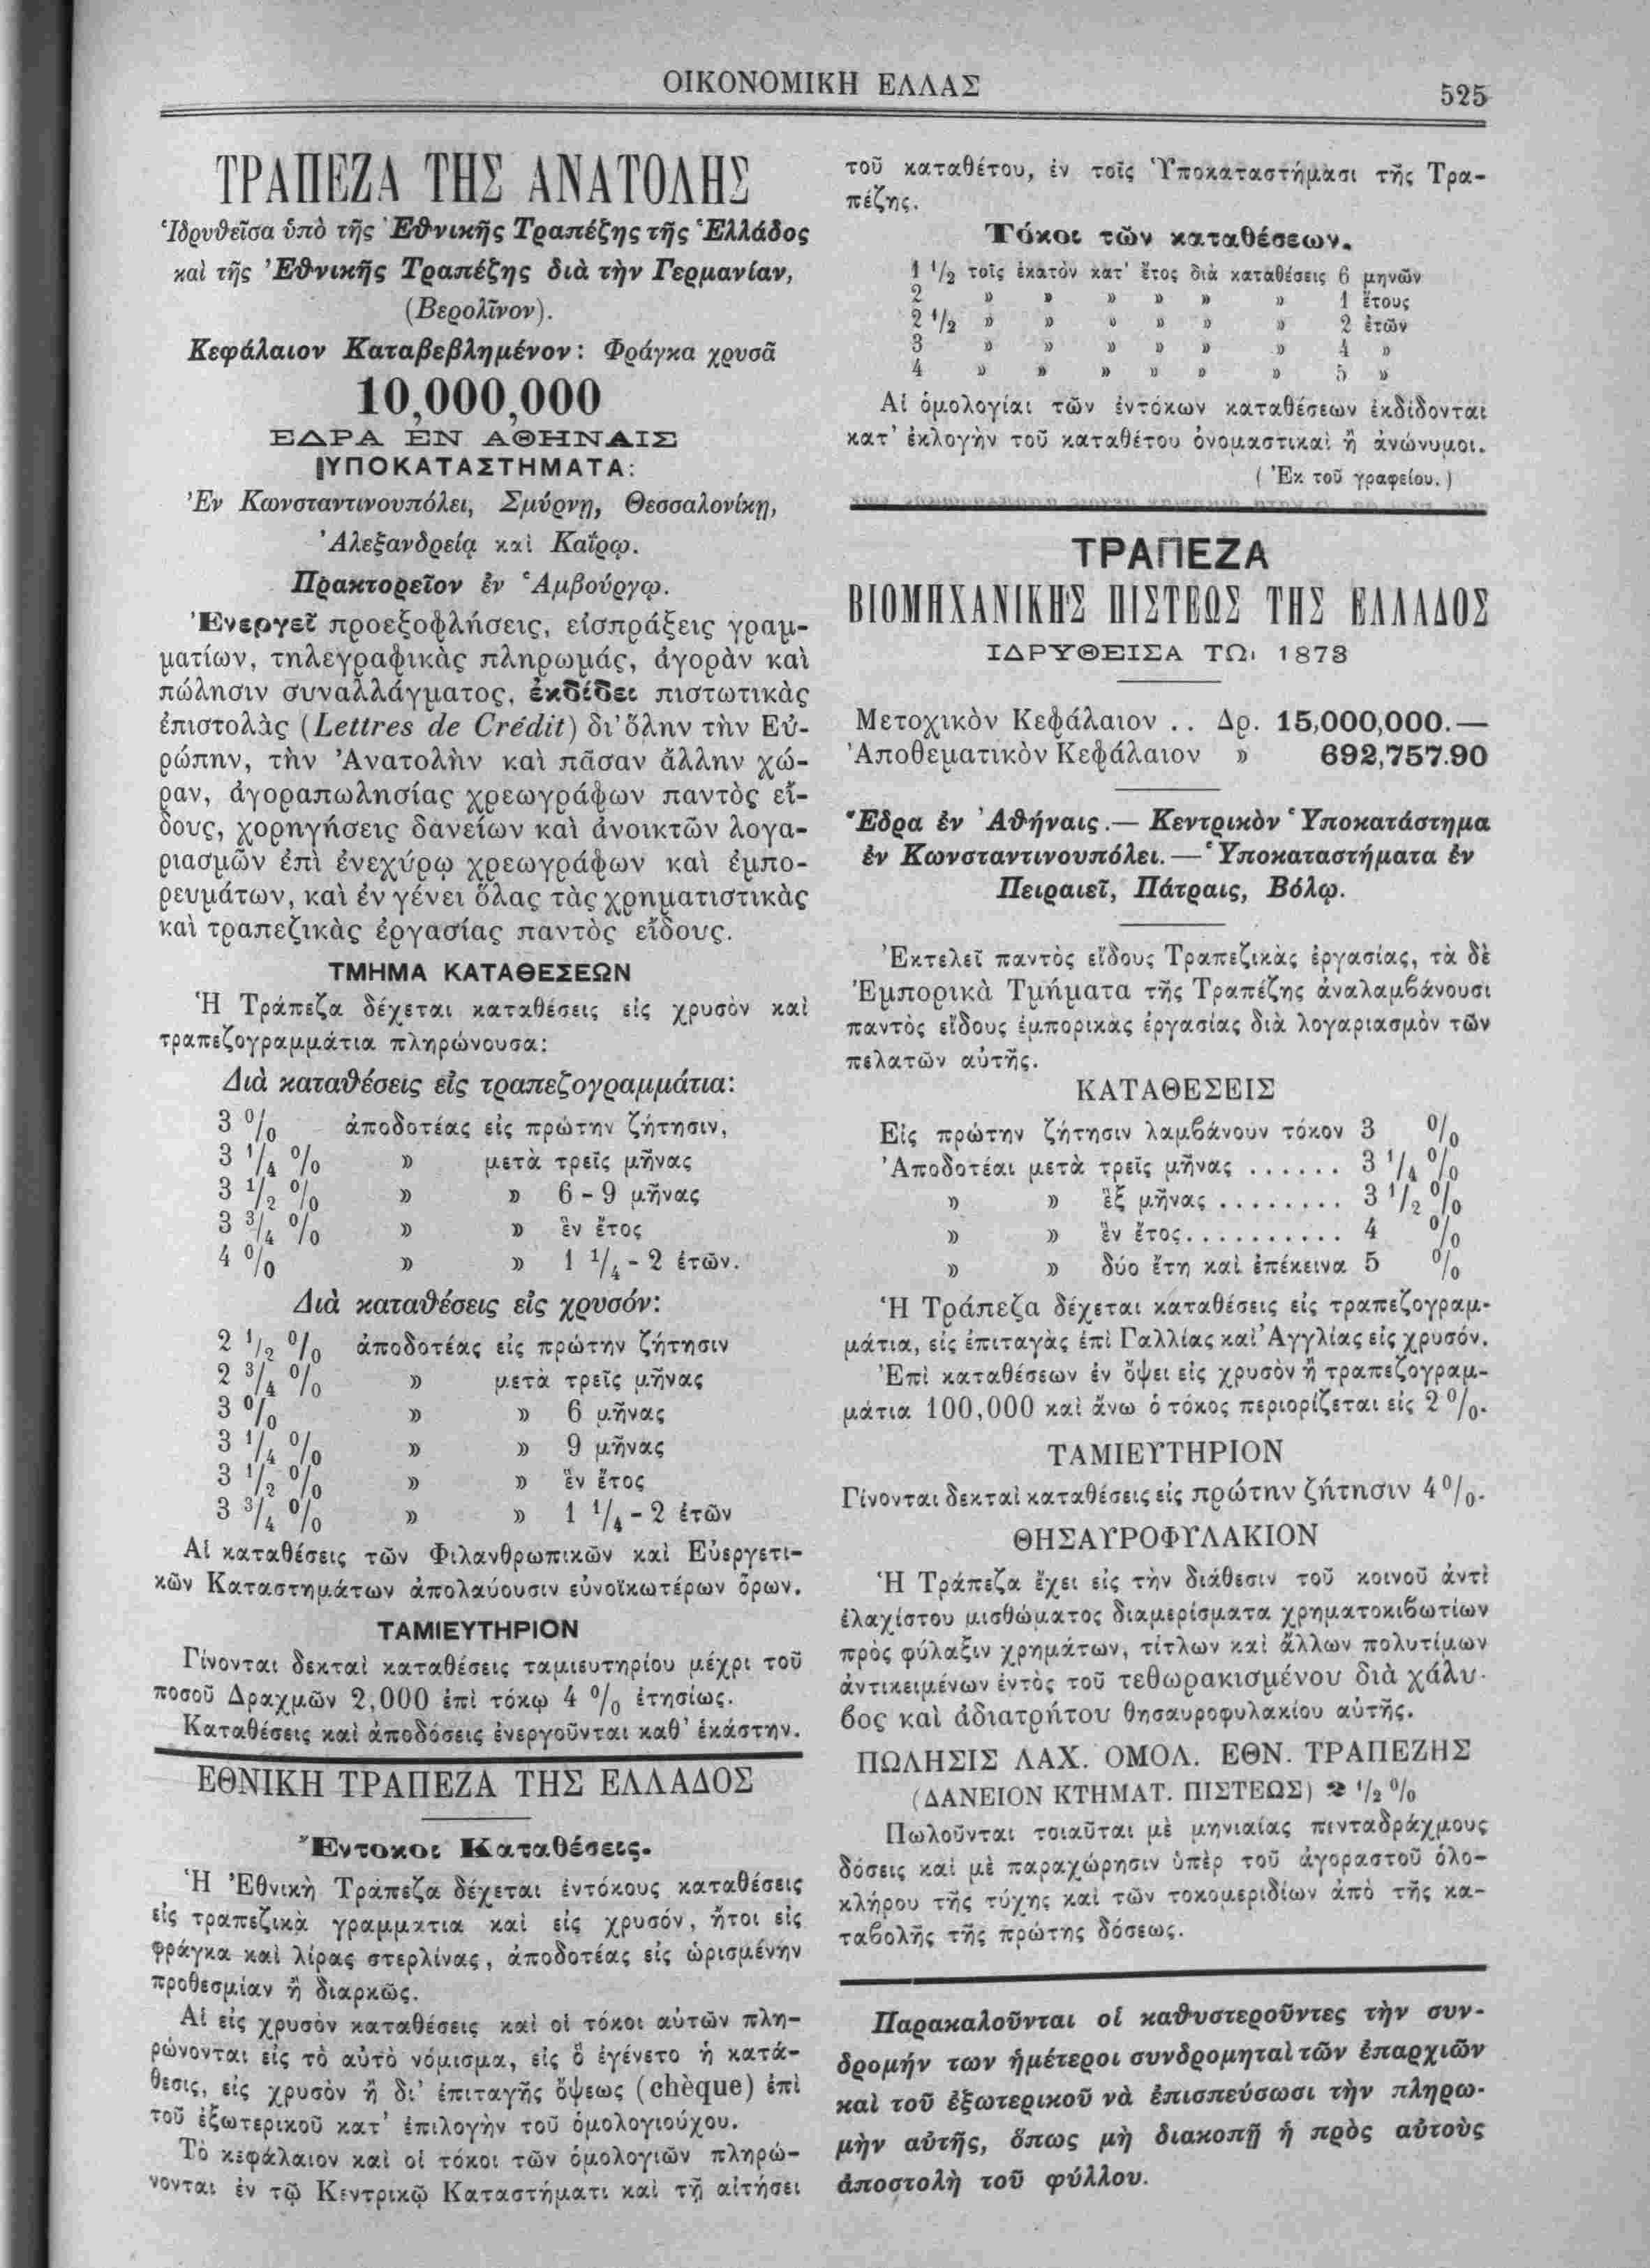 ΟΙΚΟΝΟΜΙΚΗ ΕΛΛΑΣ
525
ΤΡΑΠΕΖΑ ΤΗΣ ΑΝΑΤΟΛΗΣ
Ἱδρυθεῖσα ὑπὸ τῆς Ἐθνικῆς Τραπέζης τῆς Ἑλλάδος
καὶ τῆς Ἐθνικῆς Τραπέζης διὰ τὴν Γερμανίαν,
(Βερολῖνον).
Κεφάλαιον Καταβεβλημένον: Φράγκα χρυσᾶ
10,000,000
ΕΔΡΑ ΕΝ ΑΘΗΝΑΙΣ
ΥΠΟΚΑΤΑΣΤΗΜΑΤΑ:
Ἐν Κωνσταντινουπόλει, Σμύρνῃ, Θεσσαλονίκῃ,
Ἀλεξανδρείᾳ καὶ Καΐρῳ.
Πρακτορεῖον ἐν Ἁμβούργῳ.
Ἐνεργεῖ προεξοφλήσεις, εἰσπράξεις γραμ-
ματίων, τηλεγραφικὰς πληρωμάς, ἀγορὰν καὶ
πώλησιν συναλλάγματος, ἐκδίδει πιστωτικὰς
ἐπιστολὰς (Lettres de Crédit) δι' ὅλην τὴν Εὐ-
ρώπην, τὴν Ἀνατολὴν καὶ πᾶσαν ἄλλην χώ-
ραν, ἀγοραπωλησίας χρεωγράφων παντὸς εἴ-
δους, χορηγήσεις δανείων καὶ ἀνοικτῶν λογα-
ριασμῶν ἐπὶ ἐνεχύρῳ χρεωγράφων καὶ ἐμπο-
ρευμάτων, καὶ ἐν γένει ὅλας τὰς χρηματιστικὰς
καὶ τραπεζικὰς ἐργασίας παντὸς εἴδους.
ΤΜΗΜΑ ΚΑΤΑΘΕΣΕΩΝ
Ἡ Τράπεζα δέχεται καταθέσεις εἰς χρυσὸν καὶ
τραπεζογραμμάτια πληρώνουσα:
Διὰ καταθέσεις εἰς τραπεζογραμμάτια:
3 % ἀποδοτέας εἰς πρώτην ζήτησιν,
3 1/4 % » μετὰ τρεῖς μῆνας
3 1/2 % » » 6 - 9 μῆνας
3 3/4 % » » ἓν ἔτος
4 % » » 1 1/4 - 2 ἐτῶν.
Διὰ καταθέσεις εἰς χρυσόν:
2 1/2 % ἀποδοτέας εἰς πρώτην ζήτησιν
2 3/4 % » μετὰ τρεῖς μῆνας
3 % » » 6 μῆνας
3 1/4 % » » 9 μῆνας
3 1/2 % » » ἓν ἔτος
3 3/4 % » » 1 1/4 - 2 ἐτῶν
Αἱ καταθέσεις τῶν Φιλανθρωπικῶν καὶ Εὐεργετι-
κῶν Καταστημάτων ἀπολαύουσιν εὐνοϊκωτέρων ὅρων.
ΤΑΜΙΕΥΤΗΡΙΟΝ
Γίνονται δεκταὶ καταθέσεις ταμιευτηρίου μέχρι τοῦ
ποσοῦ Δραχμῶν 2,000 ἐπὶ τόκῳ 4 % ἐτησίως.
Καταθέσεις καὶ ἀποδόσεις ἐνεργοῦνται καθ' ἑκάστην.
ΕΘΝΙΚΗ ΤΡΑΠΕΖΑ ΤΗΣ ΕΛΛΑΔΟΣ
Ἔντοκοι Καταθέσεις.
Ἡ Ἐθνικὴ Τράπεζα δέχεται ἐντόκους καταθέσεις
εἰς τραπεζικὰ γραμμάτια καὶ εἰς χρυσόν, ἤτοι εἰς
φράγκα καὶ λίρας στερλίνας, ἀποδοτέας εἰς ὡρισμένην
προθεσμίαν ἢ διαρκῶς.
Αἱ εἰς χρυσὸν καταθέσεις καὶ οἱ τόκοι αὐτῶν πλη-
ρώνονται εἰς τὸ αὐτὸ νόμισμα, εἰς ὃ ἐγένετο ἡ κατά-
θεσις, εἰς χρυσὸν ἢ δι' ἐπιταγῆς ὄψεως (chèque) ἐπὶ
τοῦ ἐξωτερικοῦ κατ' ἐπιλογὴν τοῦ ὁμολογιούχου.
Τὸ κεφάλαιον καὶ οἱ τόκοι τῶν ὁμολογιῶν πληρώ-
νονται ἐν τῷ Κεντρικῷ Καταστήματι καὶ τῇ αἰτήσει
τοῦ καταθέτου, ἐν τοῖς Ὑποκαταστήμασι τῆς Τρα-
πέζης.
Τόκοι τῶν καταθέσεων.
1 1/2 τοῖς ἑκατὸν κατ' ἔτος διὰ καταθέσεις 6 μηνῶν
2 » » » » » » 1 ἔτους
2 1/2 » » » » » » 2 ἐτῶν
3 » » » » » » 4 »
4 » » » » » » 5 »
Αἱ ὁμολογίαι τῶν ἐντόκων καταθέσεων ἐκδίδονται
κατ' ἐκλογὴν τοῦ καταθέτου ὀνομαστικαὶ ἢ ἀνώνυμοι.
(Ἐκ τοῦ γραφείου.)
ΤΡΑΠΕΖΑ
ΒΙΟΜΗΧΑΝΙΚΗΣ ΠΙΣΤΕΩΣ ΤΗΣ ΕΛΛΑΔΟΣ
ΙΔΡΥΘΕΙΣΑ ΤΩι 1873
Μετοχικὸν Κεφάλαιον . . Δρ. 15,000,000.—
Ἀποθεματικὸν Κεφάλαιον » 692,757.90
Ἕδρα ἐν Ἀθήναις.— Κεντρικὸν Ὑποκατάστημα
ἐν Κωνσταντινουπόλει.— Ὑποκαταστήματα ἐν
Πειραιεῖ, Πάτραις, Βόλῳ.
Ἐκτελεῖ παντὸς εἴδους Τραπεζικὰς ἐργασίας, τὰ δὲ
Ἐμπορικὰ Τμήματα τῆς Τραπέζης ἀναλαμβάνουσι
παντὸς εἴδους ἐμπορικὰς ἐργασίας διὰ λογαριασμὸν τῶν
πελατῶν αὐτῆς.
ΚΑΤΑΘΕΣΕΙΣ
Εἰς πρώτην ζήτησιν λαμβάνουν τόκον 3 %
Ἀποδοτέαι μετὰ τρεῖς μῆνας . . . . . . 3 1/4 %
» » ἓξ μῆνας . . . . . . . . 3 1/2 %
» » ἓν ἔτος. . . . . . . . . . 4 %
» » δύο ἔτη καὶ ἐπέκεινα 5 %
Ἡ Τράπεζα δέχεται καταθέσεις εἰς τραπεζογραμ-
μάτια, εἰς ἐπιταγὰς ἐπὶ Γαλλίας καὶ Ἀγγλίας εἰς χρυσόν.
Ἐπὶ καταθέσεων ἐν ὄψει εἰς χρυσὸν ἢ τραπεζογραμ-
μάτια 100,000 καὶ ἄνω ὁ τόκος περιορίζεται εἰς 2 %.
ΤΑΜΙΕΥΤΗΡΙΟΝ
Γίνονται δεκταὶ καταθέσεις εἰς πρώτην ζήτησιν 4 %.
ΘΗΣΑΥΡΟΦΥΛΑΚΙΟΝ
Ἡ Τράπεζα ἔχει εἰς τὴν διάθεσιν τοῦ κοινοῦ ἀντὶ
ἐλαχίστου μισθώματος διαμερίσματα χρηματοκιβωτίων
πρὸς φύλαξιν χρημάτων, τίτλων καὶ ἄλλων πολυτίμων
ἀντικειμένων ἐντὸς τοῦ τεθωρακισμένου διὰ χάλυ-
βος καὶ ἀδιατρήτου θησαυροφυλακίου αὐτῆς.
ΠΩΛΗΣΙΣ ΛΑΧ. ΟΜΟΛ. ΕΘΝ. ΤΡΑΠΕΖΗΣ
(ΔΑΝΕΙΟΝ ΚΤΗΜΑΤ. ΠΙΣΤΕΩΣ) 2 1/2 %
Πωλοῦνται τοιαῦται μὲ μηνιαίας πενταδράχμους
δόσεις καὶ μὲ παραχώρησιν ὑπὲρ τοῦ ἀγοραστοῦ ὁλο-
κλήρου τῆς τύχης καὶ τῶν τοκομεριδίων ἀπὸ τῆς κα-
ταβολῆς τῆς πρώτης δόσεως.
Παρακαλοῦνται οἱ καθυστεροῦντες τὴν συν-
δρομήν των ἡμέτεροι συνδρομηταὶ τῶν ἐπαρχιῶν
καὶ τοῦ ἐξωτερικοῦ νὰ ἐπισπεύσωσι τὴν πληρω-
μὴν αὐτῆς, ὅπως μὴ διακοπῇ ἡ πρὸς αὐτοὺς
ἀποστολὴ τοῦ φύλλου.